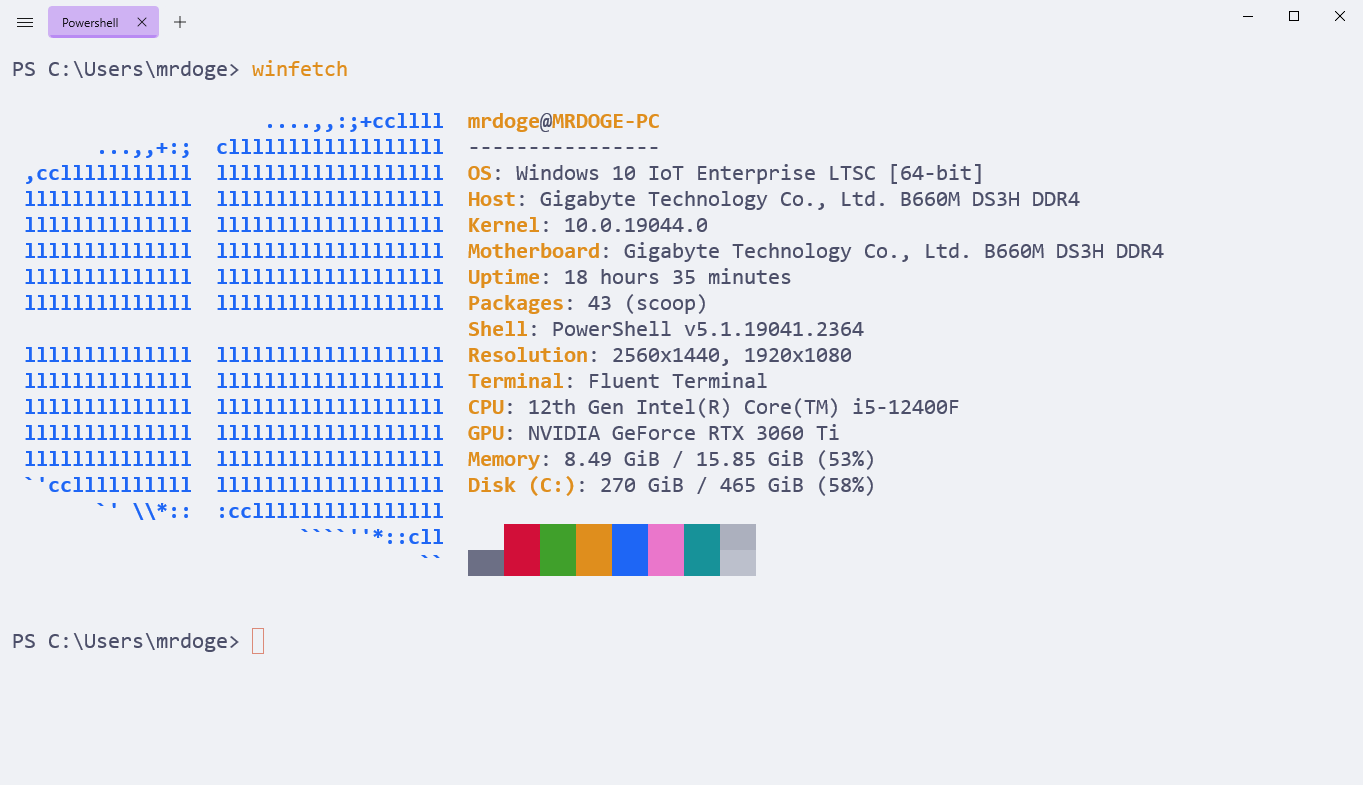 Powershell
PS C:\Users\mrdoge> winfetch
                     ....,,:;+ccllll  mrdoge@MRDOGE-PC
       ...,,+:;  clllllllllllllllllll  ----------------
 ,cclllllllllll  lllllllllllllllllll  OS: Windows 10 IoT Enterprise LTSC [64-bit]
 llllllllllllll  lllllllllllllllllll  Host: Gigabyte Technology Co., Ltd. B660M DS3H DDR4
 llllllllllllll  lllllllllllllllllll  Kernel: 10.0.19044.0
 llllllllllllll  lllllllllllllllllll  Motherboard: Gigabyte Technology Co., Ltd. B660M DS3H DDR4
 llllllllllllll  lllllllllllllllllll  Uptime: 18 hours 35 minutes
 llllllllllllll  lllllllllllllllllll  Packages: 43 (scoop)
                                      Shell: PowerShell v5.1.19041.2364
 llllllllllllll  lllllllllllllllllll  Resolution: 2560x1440, 1920x1080
 llllllllllllll  lllllllllllllllllll  Terminal: Fluent Terminal
 llllllllllllll  lllllllllllllllllll  CPU: 12th Gen Intel(R) Core(TM) i5-12400F
 llllllllllllll  lllllllllllllllllll  GPU: NVIDIA GeForce RTX 3060 Ti
 llllllllllllll  lllllllllllllllllll  Memory: 8.49 GiB / 15.85 GiB (53%)
 `'ccllllllllll  lllllllllllllllllll  Disk (C:): 270 GiB / 465 GiB (58%)
       `' \\*::  :ccllllllllllllllll
                        ````''*::cll
                                  ``
PS C:\Users\mrdoge>